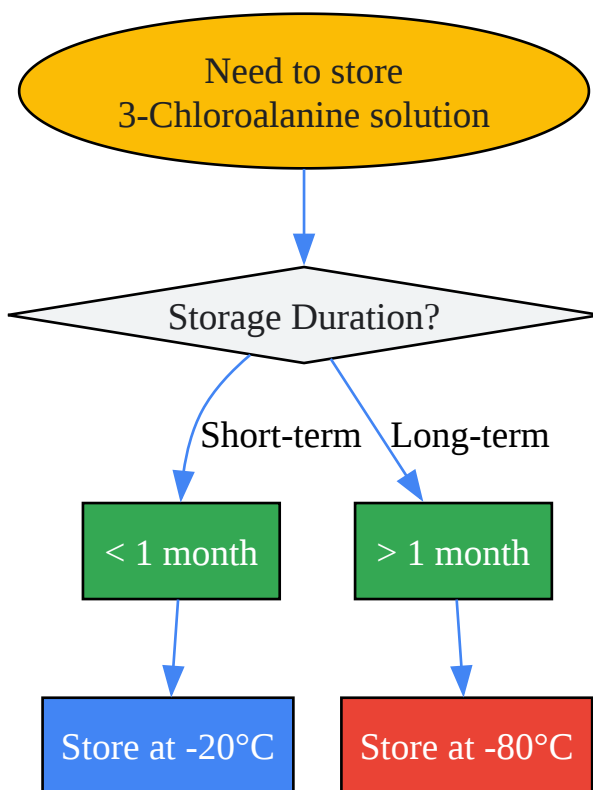 Need to store
3-Chloroalanine solution
Storage Duration?
Short-term
Long-term
< 1 month
> 1 month
Store at -20°C
Store at -80°C